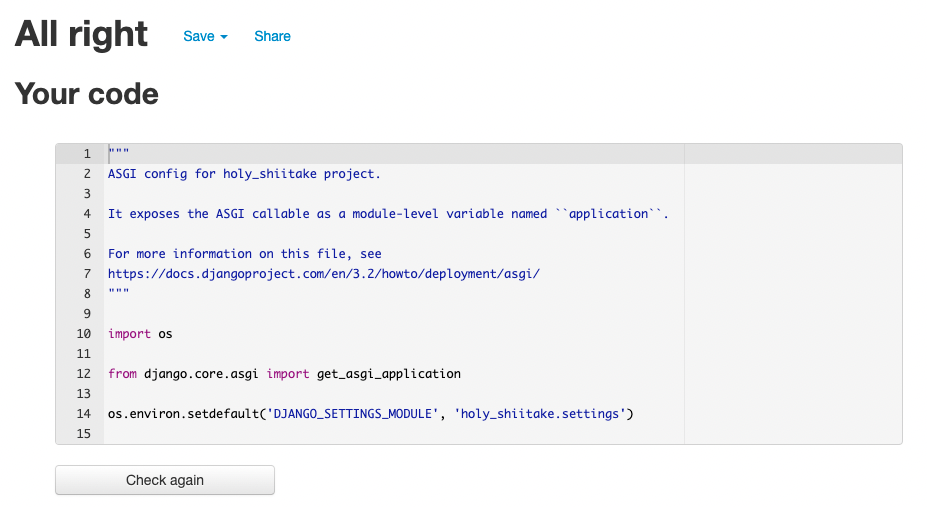 All right Save Share
Your code
1 """
2 ASGI config for holy_shiitake project.
3
4 It exposes the ASGI callable as a module-level variable named ``application``.
5
6 For more information on this file, see
7 https://docs.djangoproject.com/en/3.2/howto/deployment/asgi/
8 """
9
10 import os
11
12 from django.core.asgi import get_asgi_application
13
14 os.environ.setdefault('DJANGO_SETTINGS_MODULE', 'holy_shiitake.settings')
15
Check again